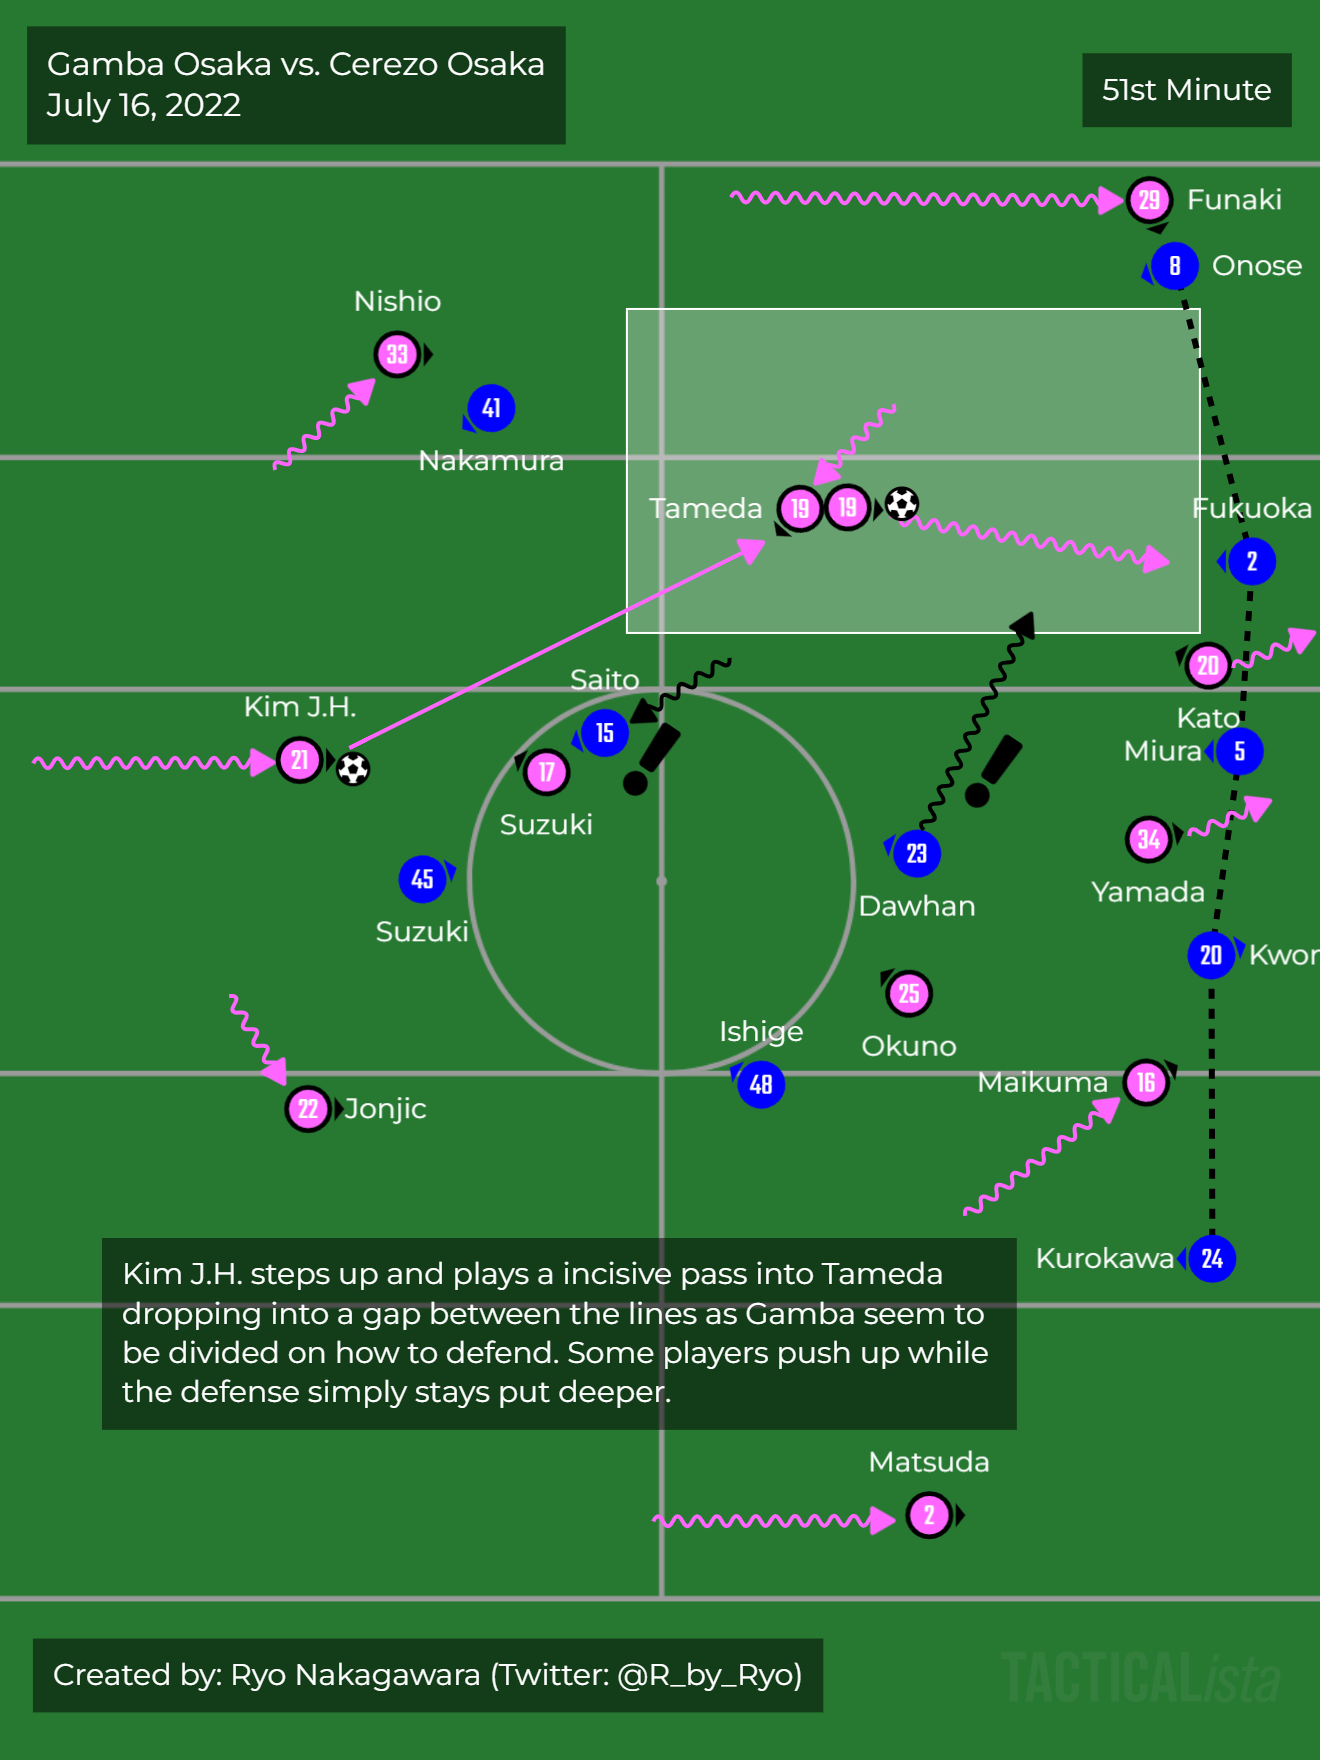 Gamba Osaka vs. Cerezo Osaka
July 16, 2022
51st Minute
29 Funaki
8 Onose
Nishio
33
41
Nakamura
Tameda 19 19
Fukuoka
2
20
Kato
Saito
15
Kim J.H.
21
17
Suzuki
Miura 5
34
Yamada
23
Dawhan
45
Suzuki
20 Kwon
25
Okuno
Ishige
48
Maikuma 16
22 Jonjic
Kurokawa 24
Kim J.H. steps up and plays a incisive pass into Tameda
dropping into a gap between the lines as Gamba seem to
be divided on how to defend. Some players push up while
the defense simply stays put deeper.
Matsuda
2
Created by: Ryo Nakagawara (Twitter: @R_by_Ryo)
TACTICALista